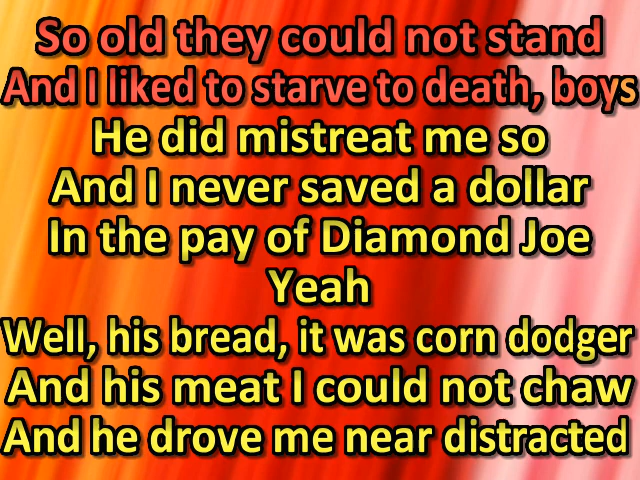 So old they could not stand
And I liked to starve to death, boys
He did mistreat me so
And I never saved a dollar
In the pay of Diamond Joe
Yeah
Well, his bread, it was corn dodger
And his meat I could not chaw
And he drove me near distracted